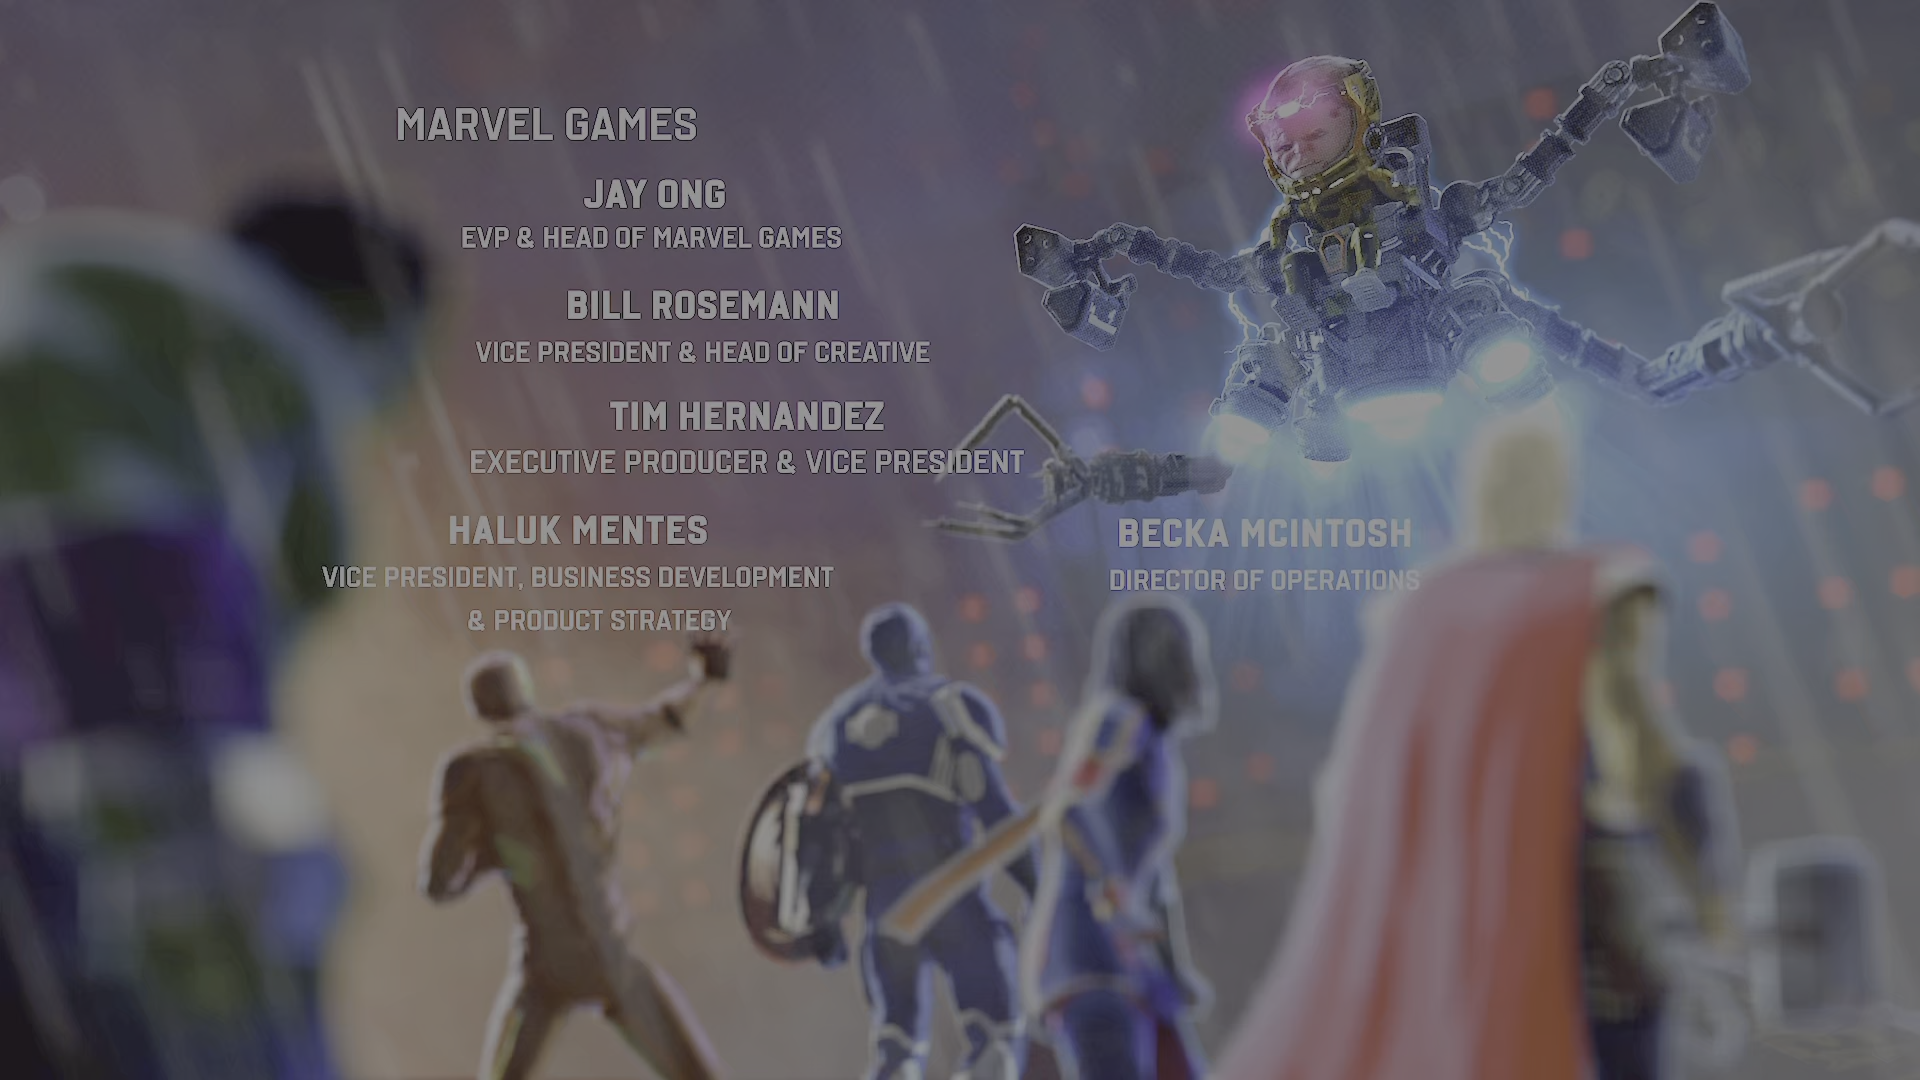 MARVEL GAMES
JAY ONG
EVP & HEAD OF MARVEL GAMES
BILL ROSEMANN
VICE PRESIDENT & HEAD OF CREATIVE
TIM HERNANDEZ
EXECUTIVE PRODUCER & VICE PRESIDENT
HALUK MENTES
VICE PRESIDENT, BUSINESS DEVELOPMENT
& PRODUCT STRATEGY
BECKA MCINTOSH
DIRECTOR OF OPERATIONS